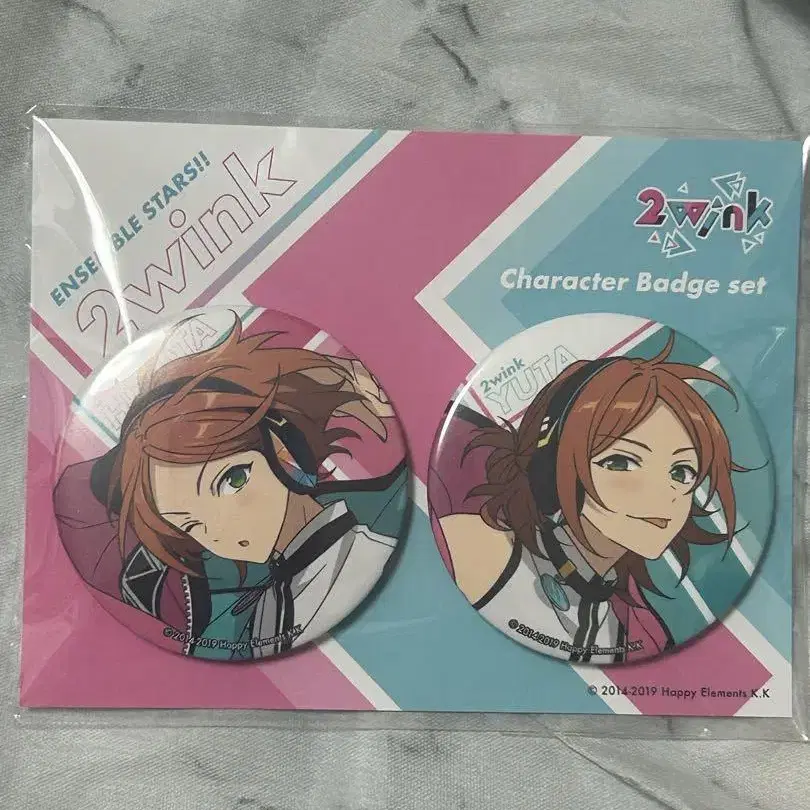 ENSEMBLE STARS!!
2wink
2wink
Character Badge set
2wink
YUTA
©2014-2019 Happy Elements K.K
©2014-2019 Happy Elements K.K
© 2014-2019 Happy Elements K.K